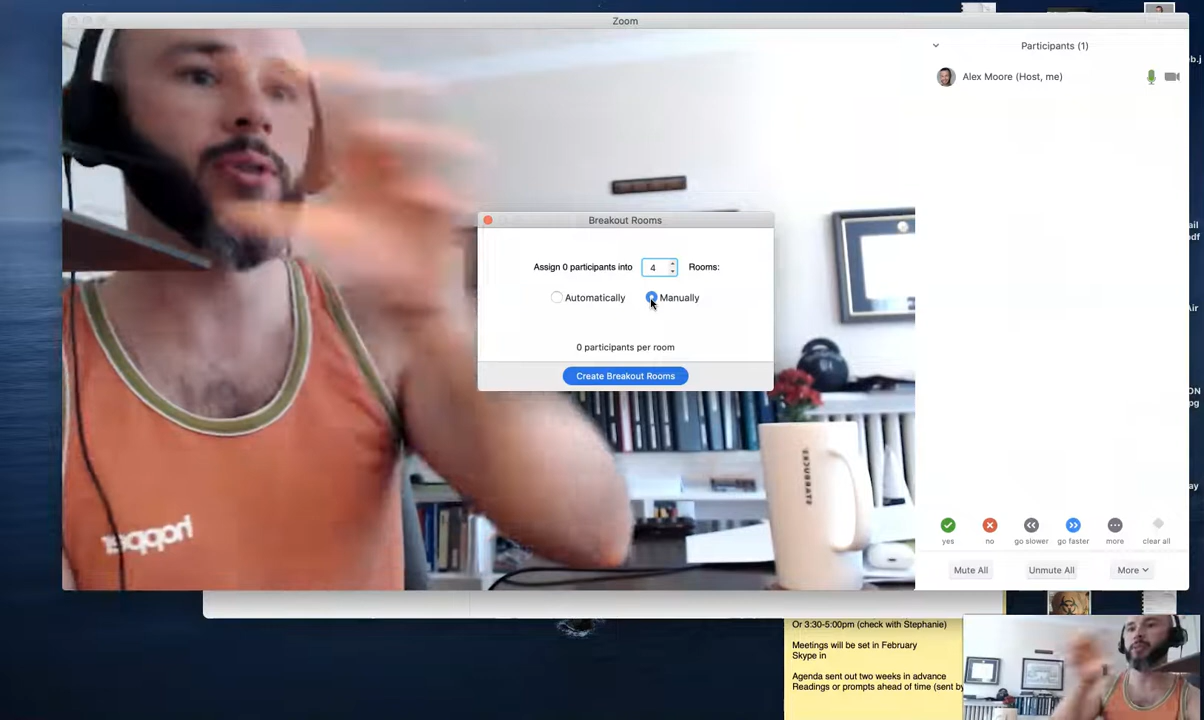 Zoom
Participants (1)
Alex Moore (Host, me)
Breakout Rooms
Assign 0 participants into 4 Rooms:
Automatically Manually
0 participants per room
Create Breakout Rooms
yes no go slower go faster more clear all
Mute All Unmute All More
Or 3:30-5:00pm (check with Stephanie)
Meetings will be set in February
Skype in
Agenda sent out two weeks in advance
Readings or prompts ahead of time (sent by